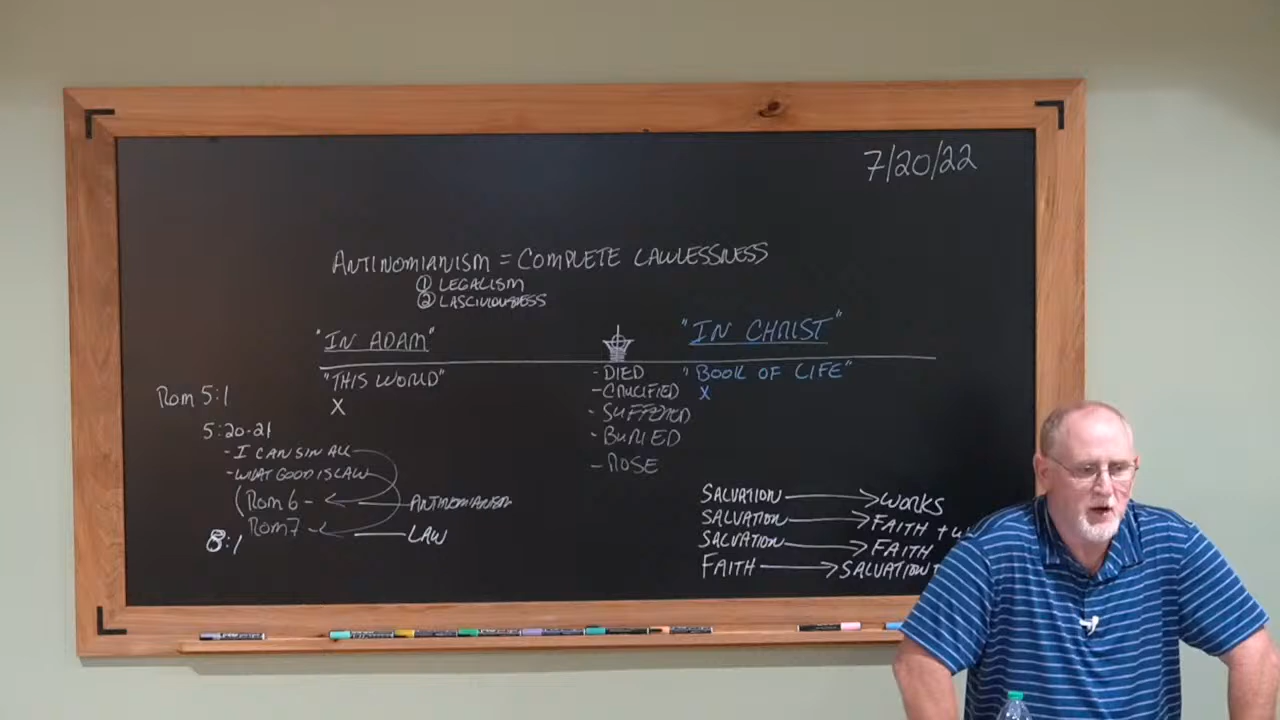 7/20/22
ANTINOMIANISM = COMPLETE LAWLESSNESS
① LEGALISM
② LASCIVIOUSNESS
"IN ADAM"
"THIS WORLD"
X
Rom 5:1
5:20-21
- I CAN SIN ALL
- WHAT GOOD IS LAW
(Rom 6 -
ANTINOMIANISM
Rom 7
LAW
8:1
- DIED
- CRUCIFIED
- SUFFERED
- BURIED
- ROSE
"IN CHRIST"
"BOOK OF LIFE"
X
SALVATION → WORKS
SALVATION → FAITH +
SALVATION → FAITH
FAITH → SALVATION